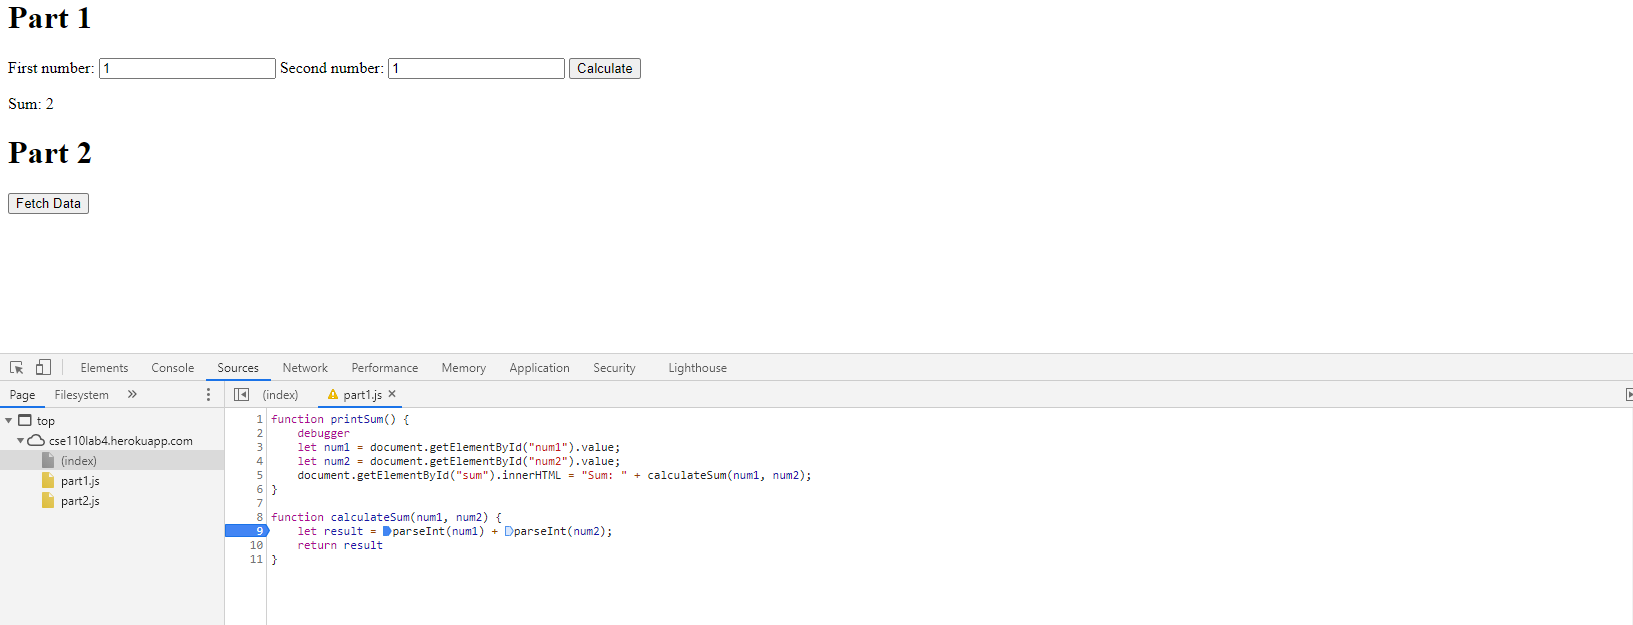 Part 1
First number: 1 Second number: 1 Calculate
Sum: 2
Part 2
Fetch Data
Elements Console Sources Network Performance Memory Application Security Lighthouse
Page Filesystem » (index) part1.js ×
top
cse110lab4.herokuapp.com
(index)
part1.js
part2.js
1 function printSum() {
2     debugger
3     let num1 = document.getElementById("num1").value;
4     let num2 = document.getElementById("num2").value;
5     document.getElementById("sum").innerHTML = "Sum: " + calculateSum(num1, num2);
6 }
7
8 function calculateSum(num1, num2) {
9     let result = parseInt(num1) + parseInt(num2);
10     return result
11 }